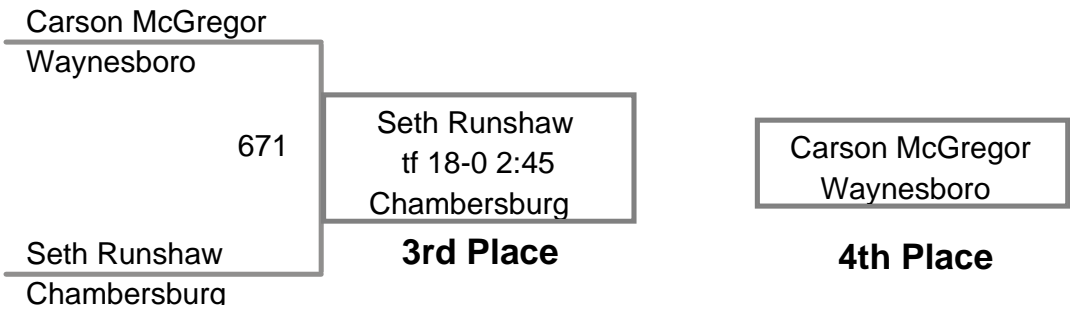 Carson McGregor
Waynesboro
671
Seth Runshaw
Chambersburg
Seth Runshaw
tf 18-0 2:45
Chambersburg
3rd Place
Carson McGregor
Waynesboro
4th Place